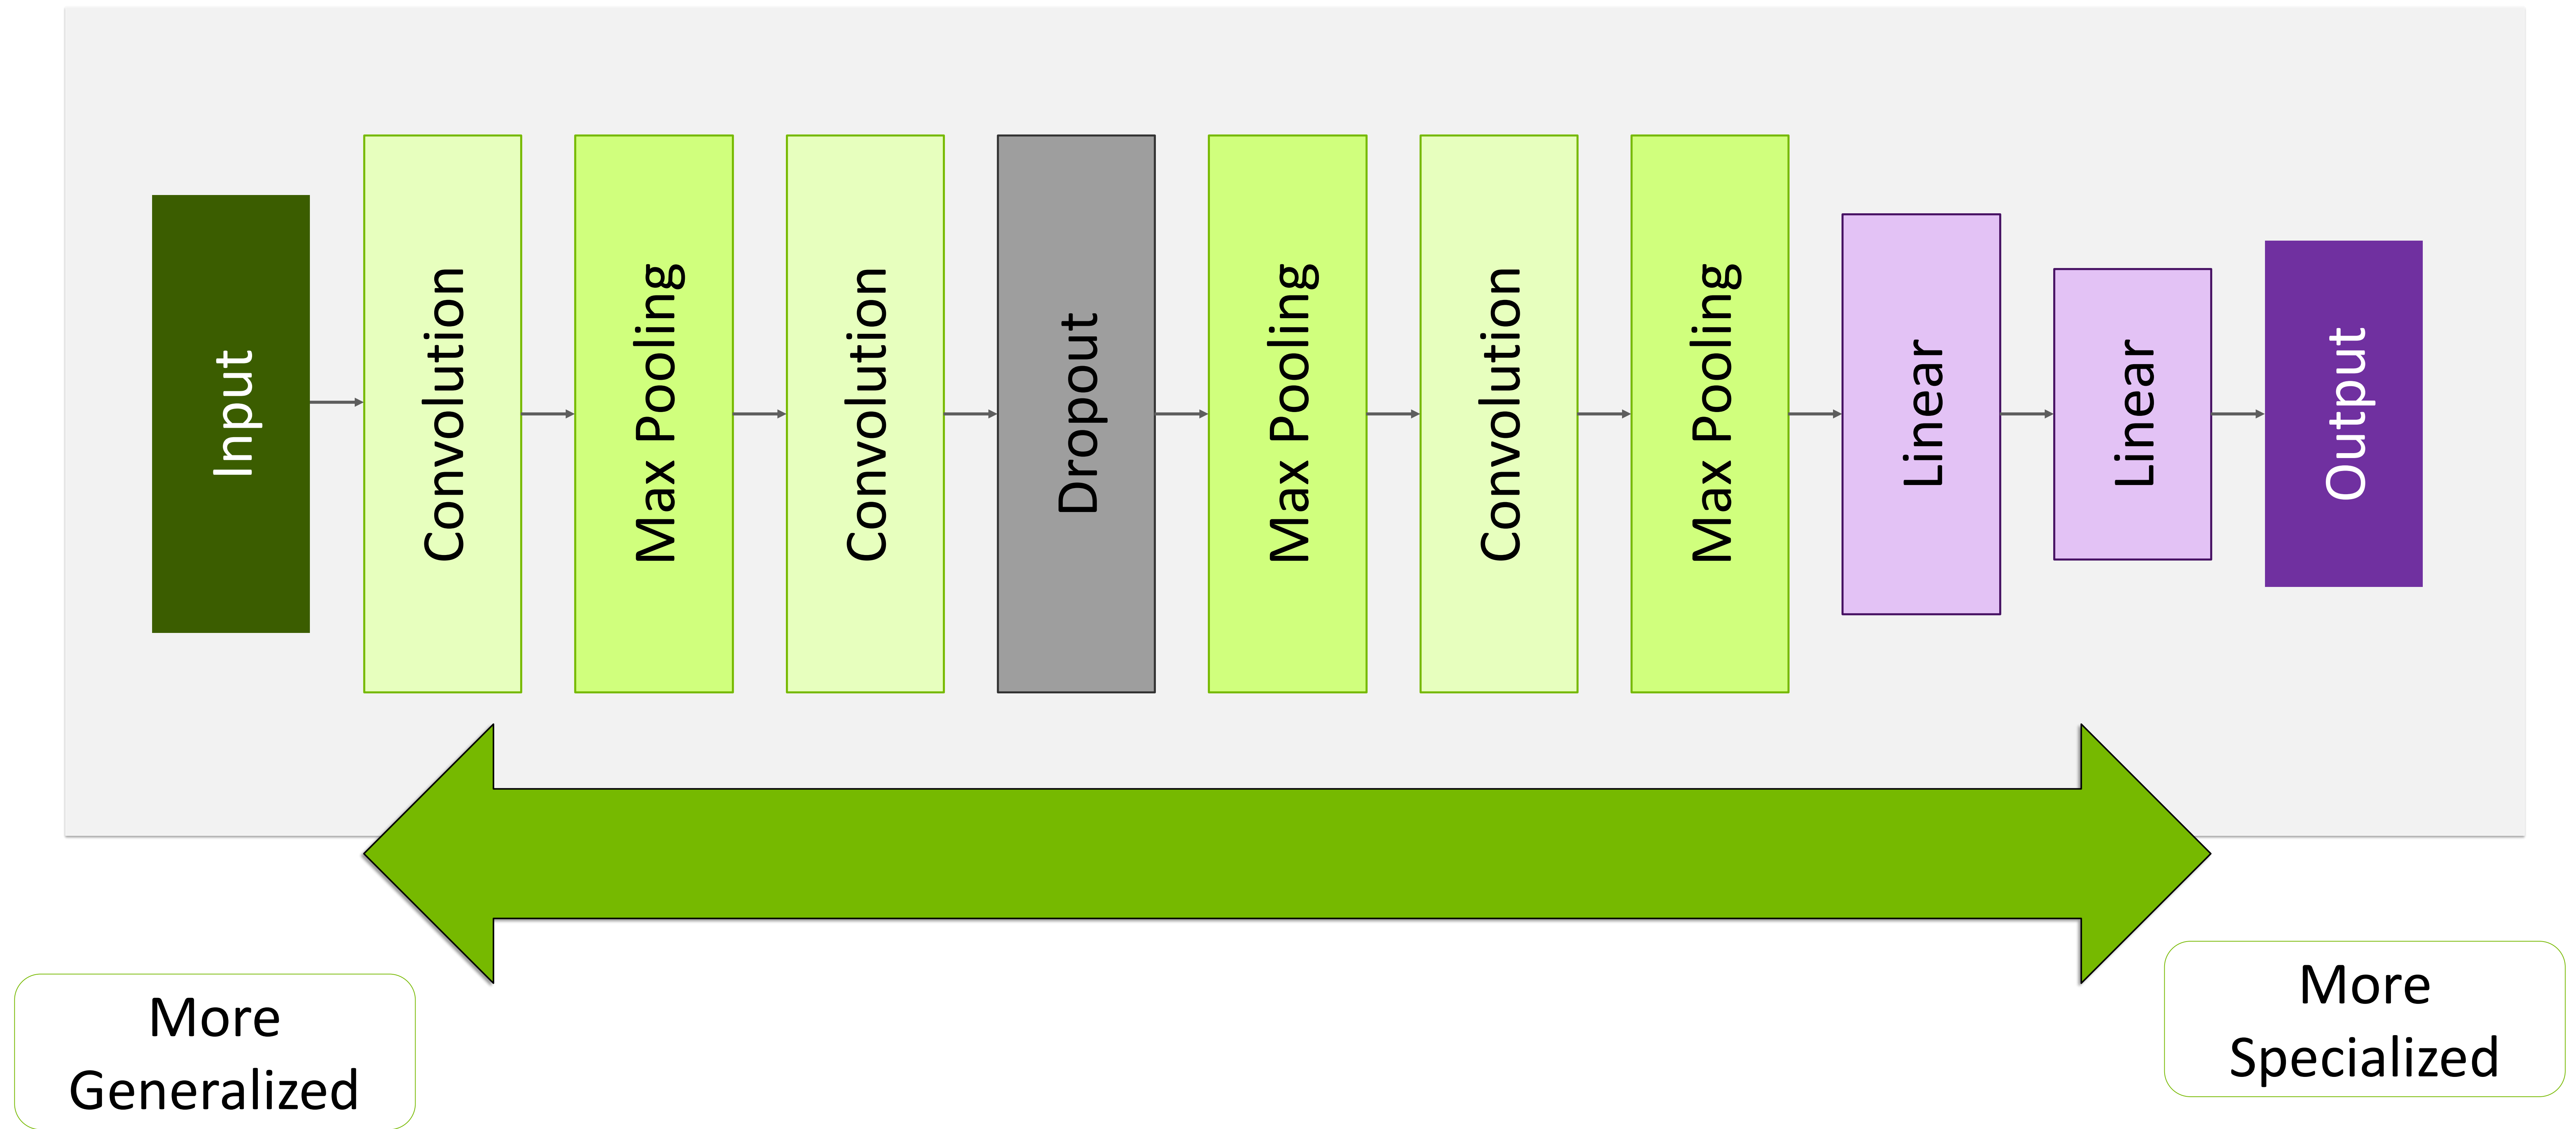 Input
Convolution
Max Pooling
Convolution
Dropout
Max Pooling
Convolution
Max Pooling
Linear
Linear
Output
More
Generalized
More
Specialized